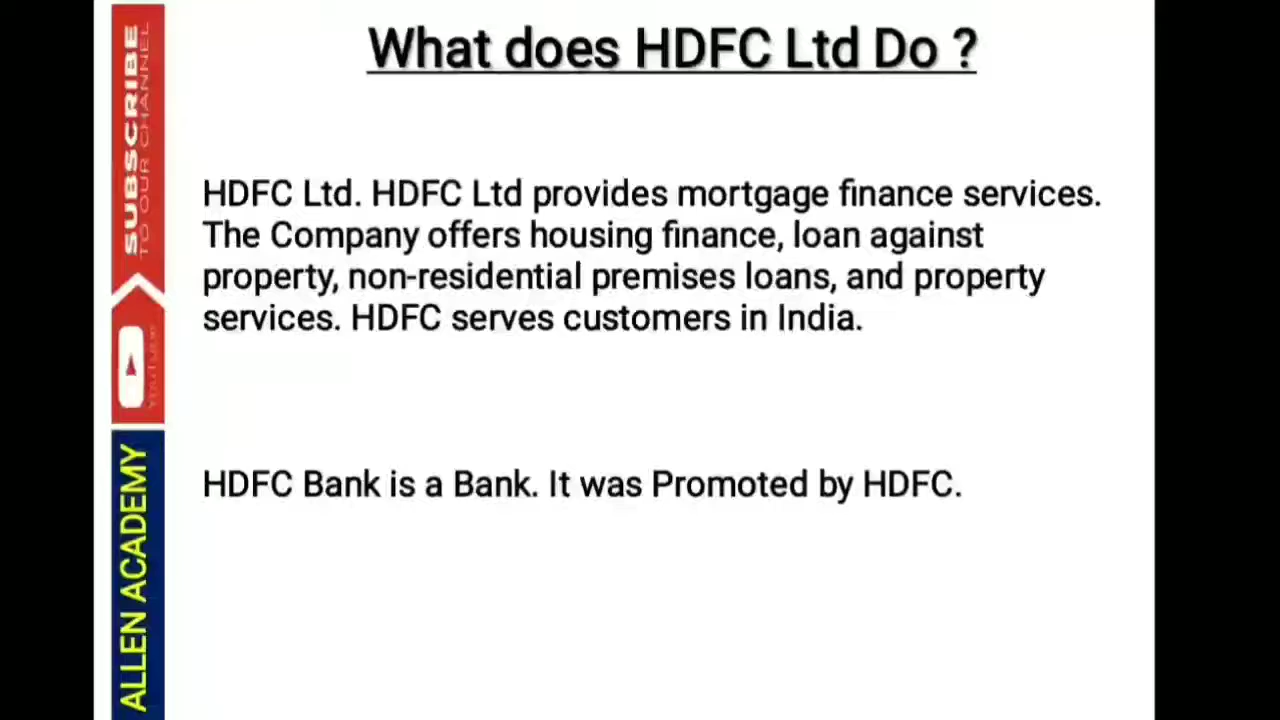 What does HDFC Ltd Do ?
HDFC Ltd. HDFC Ltd provides mortgage finance services.
The Company offers housing finance, loan against
property, non-residential premises loans, and property
services. HDFC serves customers in India.
HDFC Bank is a Bank. It was Promoted by HDFC.
SUBSCRIBE
TO OUR CHANNEL
YouTube
ALLEN ACADEMY